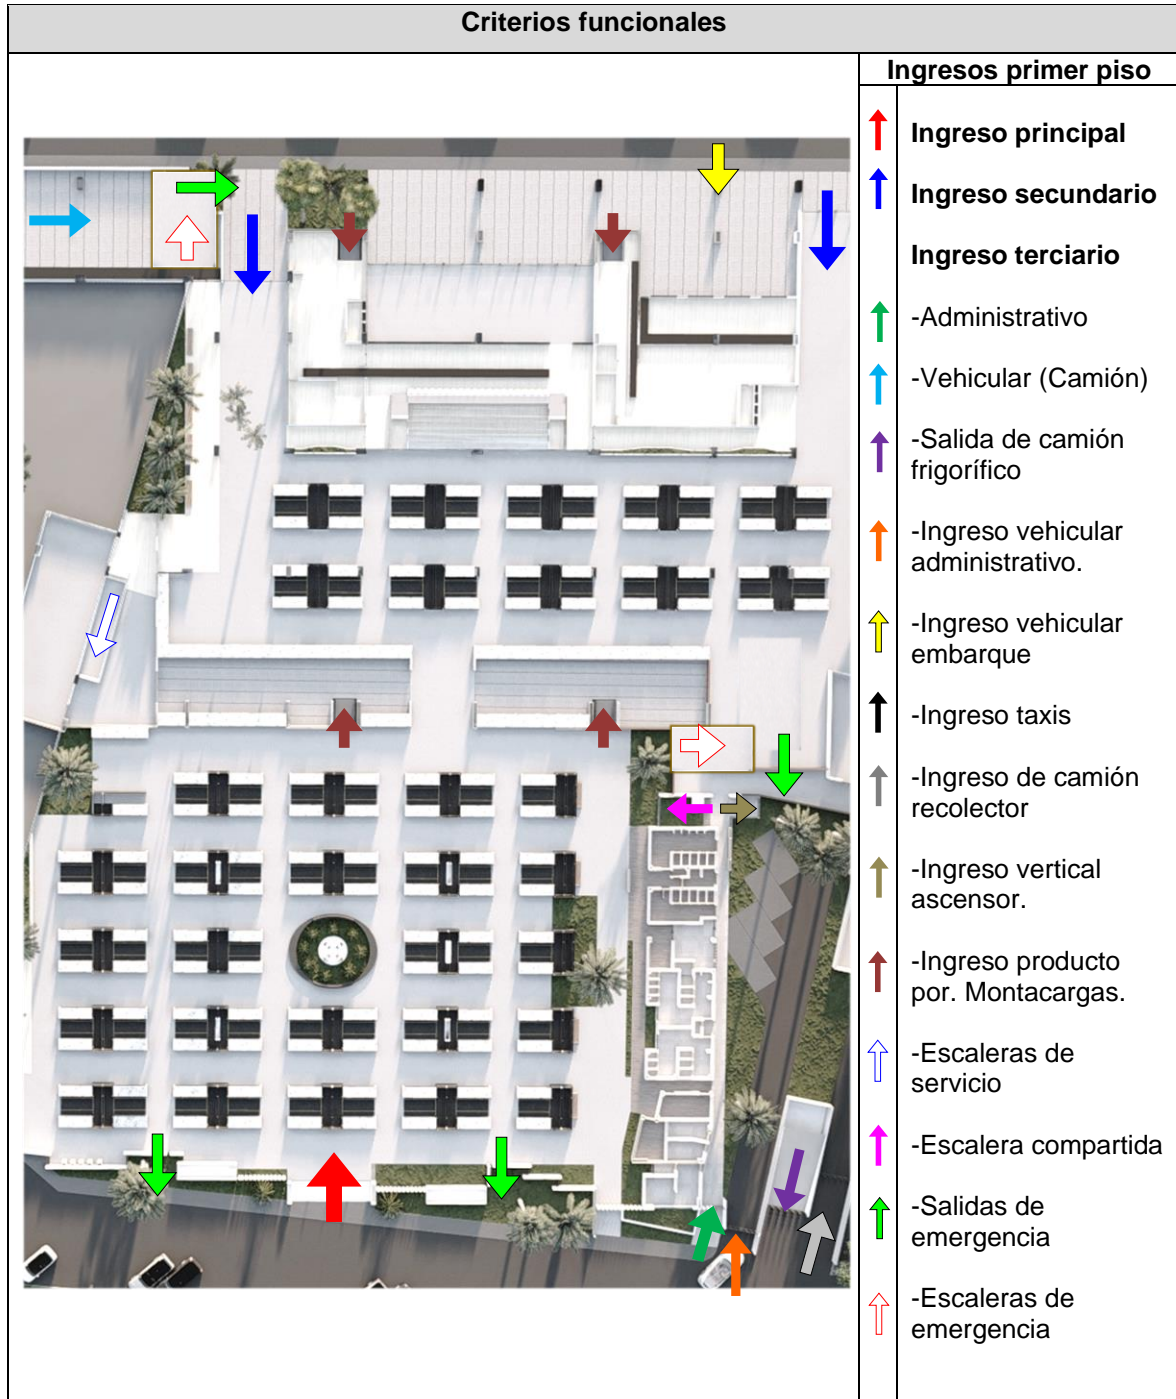 Criterios funcionales
Ingresos primer piso
Ingreso principal
Ingreso secundario
Ingreso terciario
-Administrativo
-Vehicular (Camión)
-Salida de camión
frigorífico
-Ingreso vehicular
administrativo.
-Ingreso vehicular
embarque
-Ingreso taxis
-Ingreso de camión
recolector
-Ingreso vertical
ascensor.
-Ingreso producto
por. Montacargas.
-Escaleras de
servicio
-Escalera compartida
-Salidas de
emergencia
-Escaleras de
emergencia